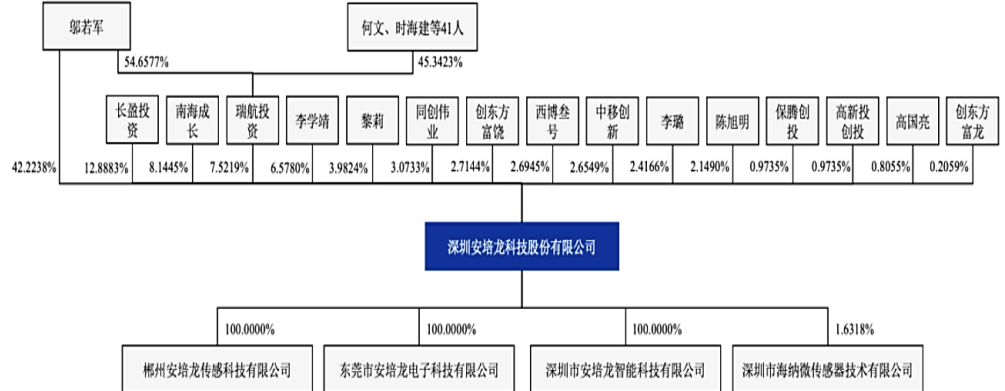 邬若军
何文、时海建等41人
54.6577%
45.3423%
长盈投
资
南海成
长
瑞航投
资
李学靖
黎莉
同创伟
业
创东方
富饶
西博叁
号
中移创
新
李璐
陈旭明
保腾创
投
高新投
创投
高国亮
创东方
富龙
42.2238%
12.8883%
8.1445%
7.5219%
6.5780%
3.9824%
3.0733%
2.7144%
2.6945%
2.6549%
2.4166%
2.1490%
0.9735%
0.9735%
0.8055%
0.2059%
深圳安培龙科技股份有限公司
100.0000%
100.0000%
100.0000%
1.6318%
郴州安培龙传感科技有限公司
东莞市安培龙电子科技有限公司
深圳市安培龙智能科技有限公司
深圳市海纳微传感器技术有限公司